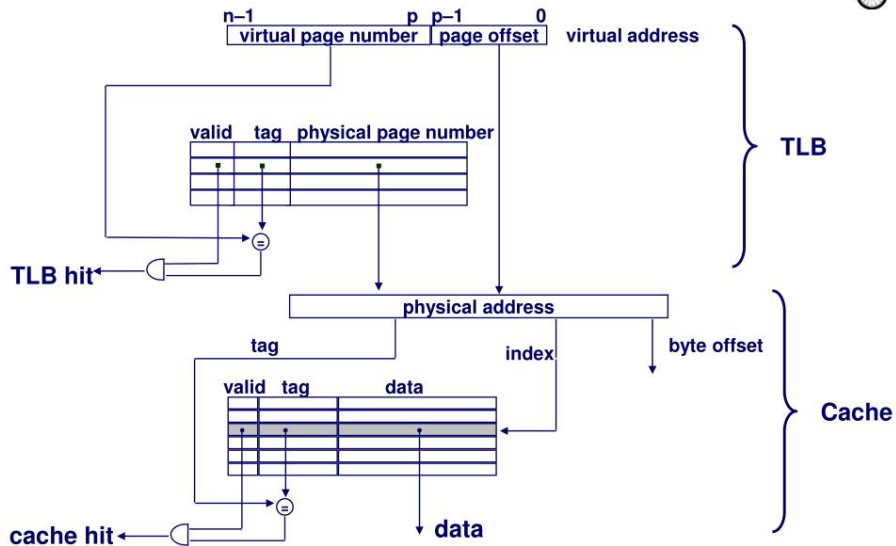 n–1 p p–1 0
virtual page number page offset virtual address
valid tag physical page number
TLB
=
TLB hit
physical address
tag index byte offset
valid tag data
Cache
=
cache hit data